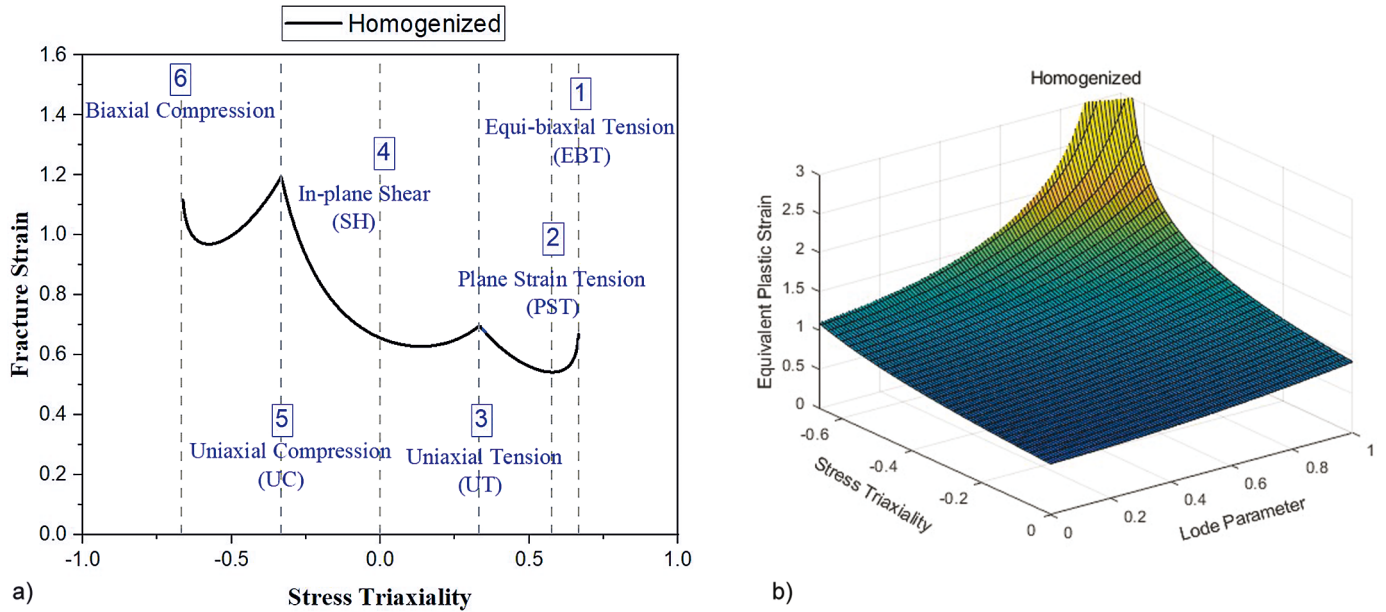 Homogenized
1.6
1.4
1.2
1.0
0.8
0.6
0.4
0.2
0.0
-1.0
-0.5
0.0
0.5
1.0
Fracture Strain
Stress Triaxiality
6
Biaxial Compression
4
In-plane Shear
(SH)
1
Equi-biaxial Tension
(EBT)
2
Plane Strain Tension
(PST)
5
Uniaxial Compression
(UC)
3
Uniaxial Tension
(UT)
a)
Homogenized
3
2.5
2
1.5
1
0.5
0
Equivalent Plastic Strain
-0.6
-0.4
-0.2
0
Stress Triaxiality
0
0.2
0.4
0.6
0.8
1
Lode Parameter
b)